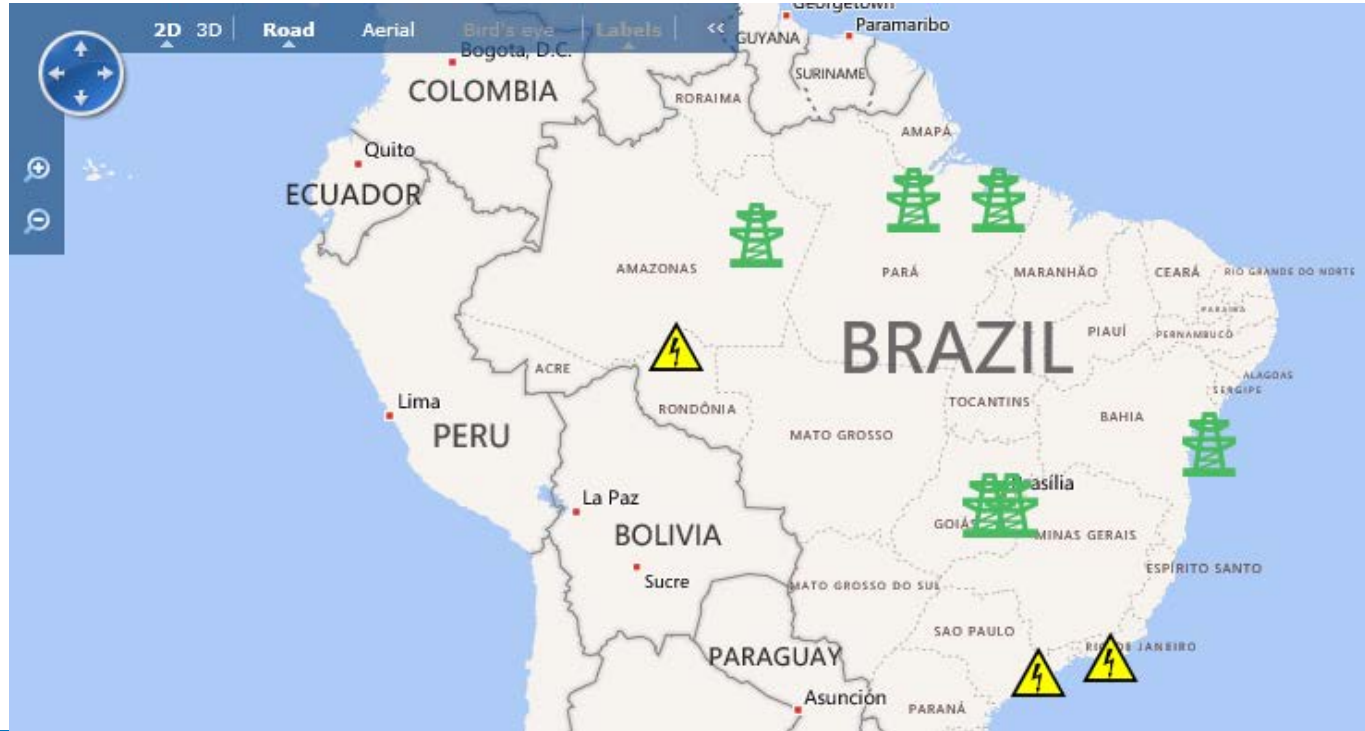 2D 3D Road Aerial Bird's eye Labels <<
Georgetown
Paramaribo
GUYANA
Bogota, D.C.
SURINAME
COLOMBIA
RORAIMA
AMAPÁ
Quito
ECUADOR
AMAZONAS
PARÁ
MARANHÃO
CEARÁ
RIO GRANDE DO NORTE
PARAÍBA
BRAZIL
PIAUÍ
PERNAMBUCO
ACRE
ALAGOAS
SERGIPE
Lima
RONDÔNIA
TOCANTINS
BAHIA
PERU
MATO GROSSO
La Paz
Brasília
GOIÁS
BOLIVIA
MINAS GERAIS
Sucre
ESPÍRITO SANTO
MATO GROSSO DO SUL
SAO PAULO
RIO DE JANEIRO
PARAGUAY
Asunción
PARANÁ